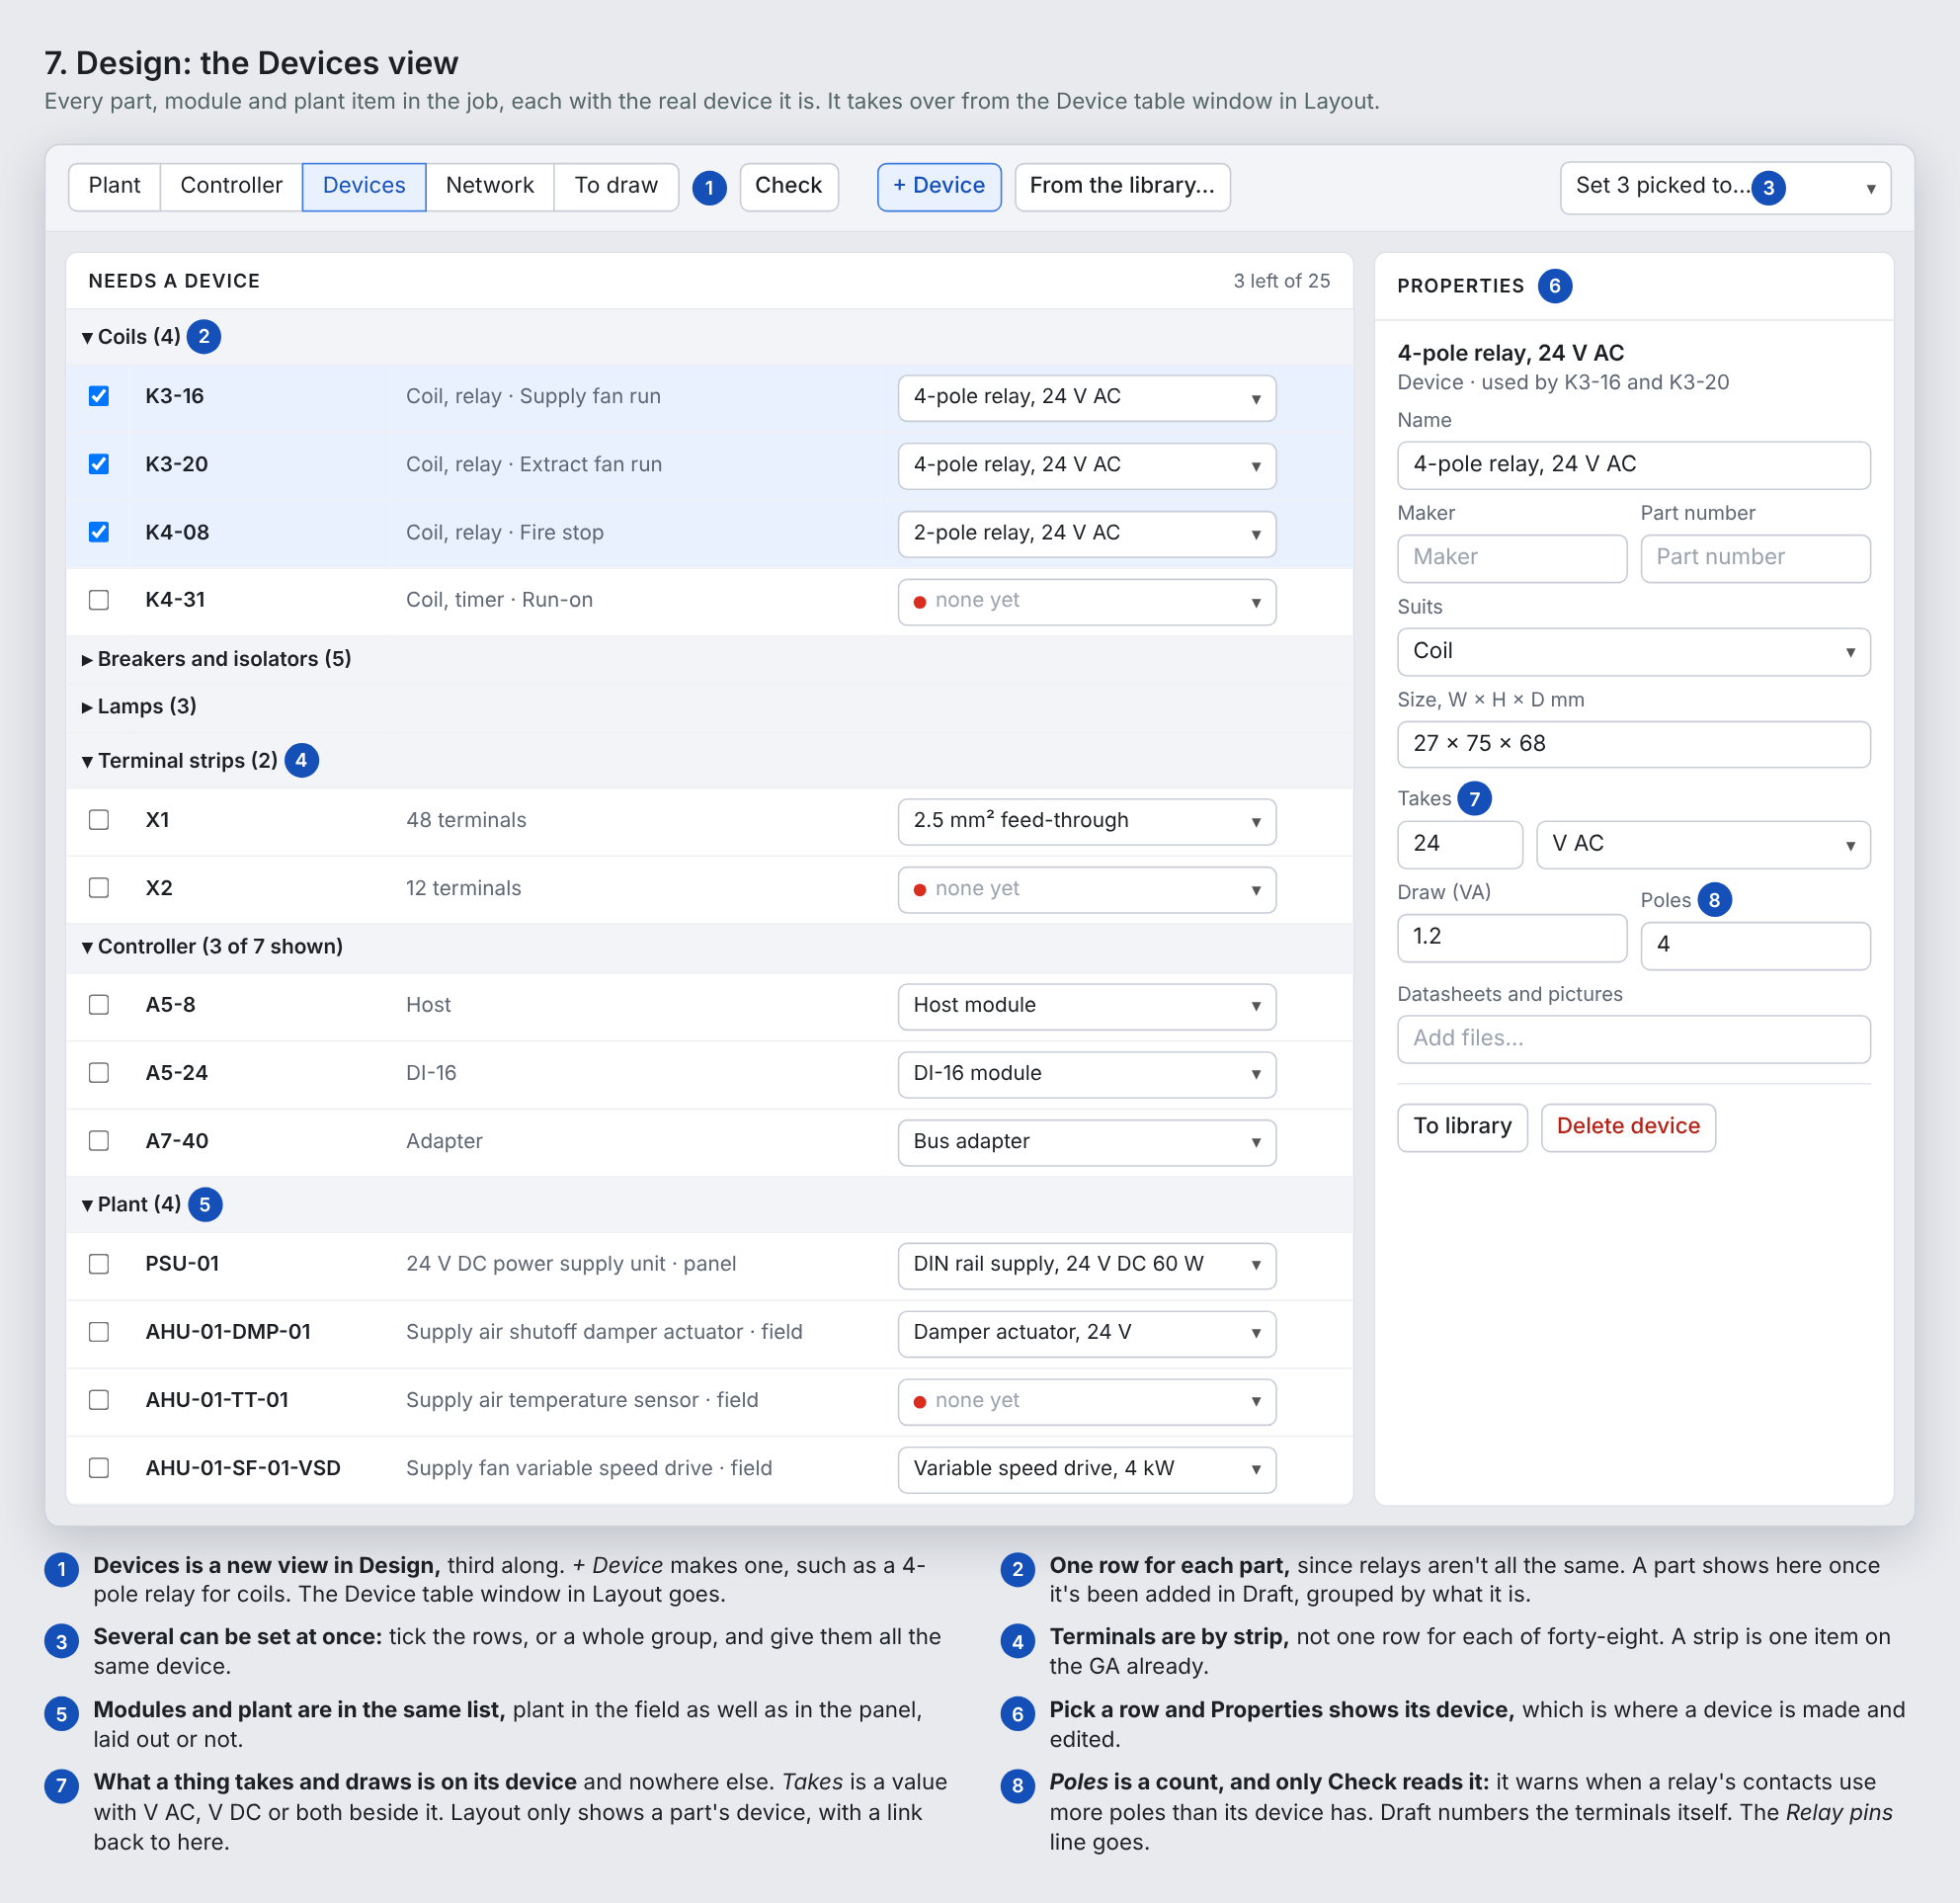 7. Design: the Devices view
Every part, module and plant item in the job, each with the real device it is. It takes over from the Device table window in Layout.
Plant Controller Devices Network To draw 1 Check + Device From the library... Set 3 picked to... 3 ▾
NEEDS A DEVICE 3 left of 25
▾ Coils (4) 2
K3-16 Coil, relay · Supply fan run 4-pole relay, 24 V AC ▾
K3-20 Coil, relay · Extract fan run 4-pole relay, 24 V AC ▾
K4-08 Coil, relay · Fire stop 2-pole relay, 24 V AC ▾
K4-31 Coil, timer · Run-on none yet ▾
▸ Breakers and isolators (5)
▸ Lamps (3)
▾ Terminal strips (2) 4
X1 48 terminals 2.5 mm² feed-through ▾
X2 12 terminals none yet ▾
▾ Controller (3 of 7 shown)
A5-8 Host Host module ▾
A5-24 DI-16 DI-16 module ▾
A7-40 Adapter Bus adapter ▾
▾ Plant (4) 5
PSU-01 24 V DC power supply unit · panel DIN rail supply, 24 V DC 60 W ▾
AHU-01-DMP-01 Supply air shutoff damper actuator · field Damper actuator, 24 V ▾
AHU-01-TT-01 Supply air temperature sensor · field none yet ▾
AHU-01-SF-01-VSD Supply fan variable speed drive · field Variable speed drive, 4 kW ▾
PROPERTIES 6
4-pole relay, 24 V AC
Device · used by K3-16 and K3-20
Name
4-pole relay, 24 V AC
Maker Part number
Maker Part number
Suits
Coil ▾
Size, W × H × D mm
27 × 75 × 68
Takes 7
24 V AC ▾
Draw (VA) Poles 8
1.2 4
Datasheets and pictures
Add files...
To library Delete device
1 Devices is a new view in Design, third along. + Device makes one, such as a 4-
pole relay for coils. The Device table window in Layout goes.
2 One row for each part, since relays aren't all the same. A part shows here once
it's been added in Draft, grouped by what it is.
3 Several can be set at once: tick the rows, or a whole group, and give them all the
same device.
4 Terminals are by strip, not one row for each of forty-eight. A strip is one item on
the GA already.
5 Modules and plant are in the same list, plant in the field as well as in the panel,
laid out or not.
6 Pick a row and Properties shows its device, which is where a device is made and
edited.
7 What a thing takes and draws is on its device and nowhere else. Takes is a value
with V AC, V DC or both beside it. Layout only shows a part's device, with a link
back to here.
8 Poles is a count, and only Check reads it: it warns when a relay's contacts use
more poles than its device has. Draft numbers the terminals itself. The Relay pins
line goes.